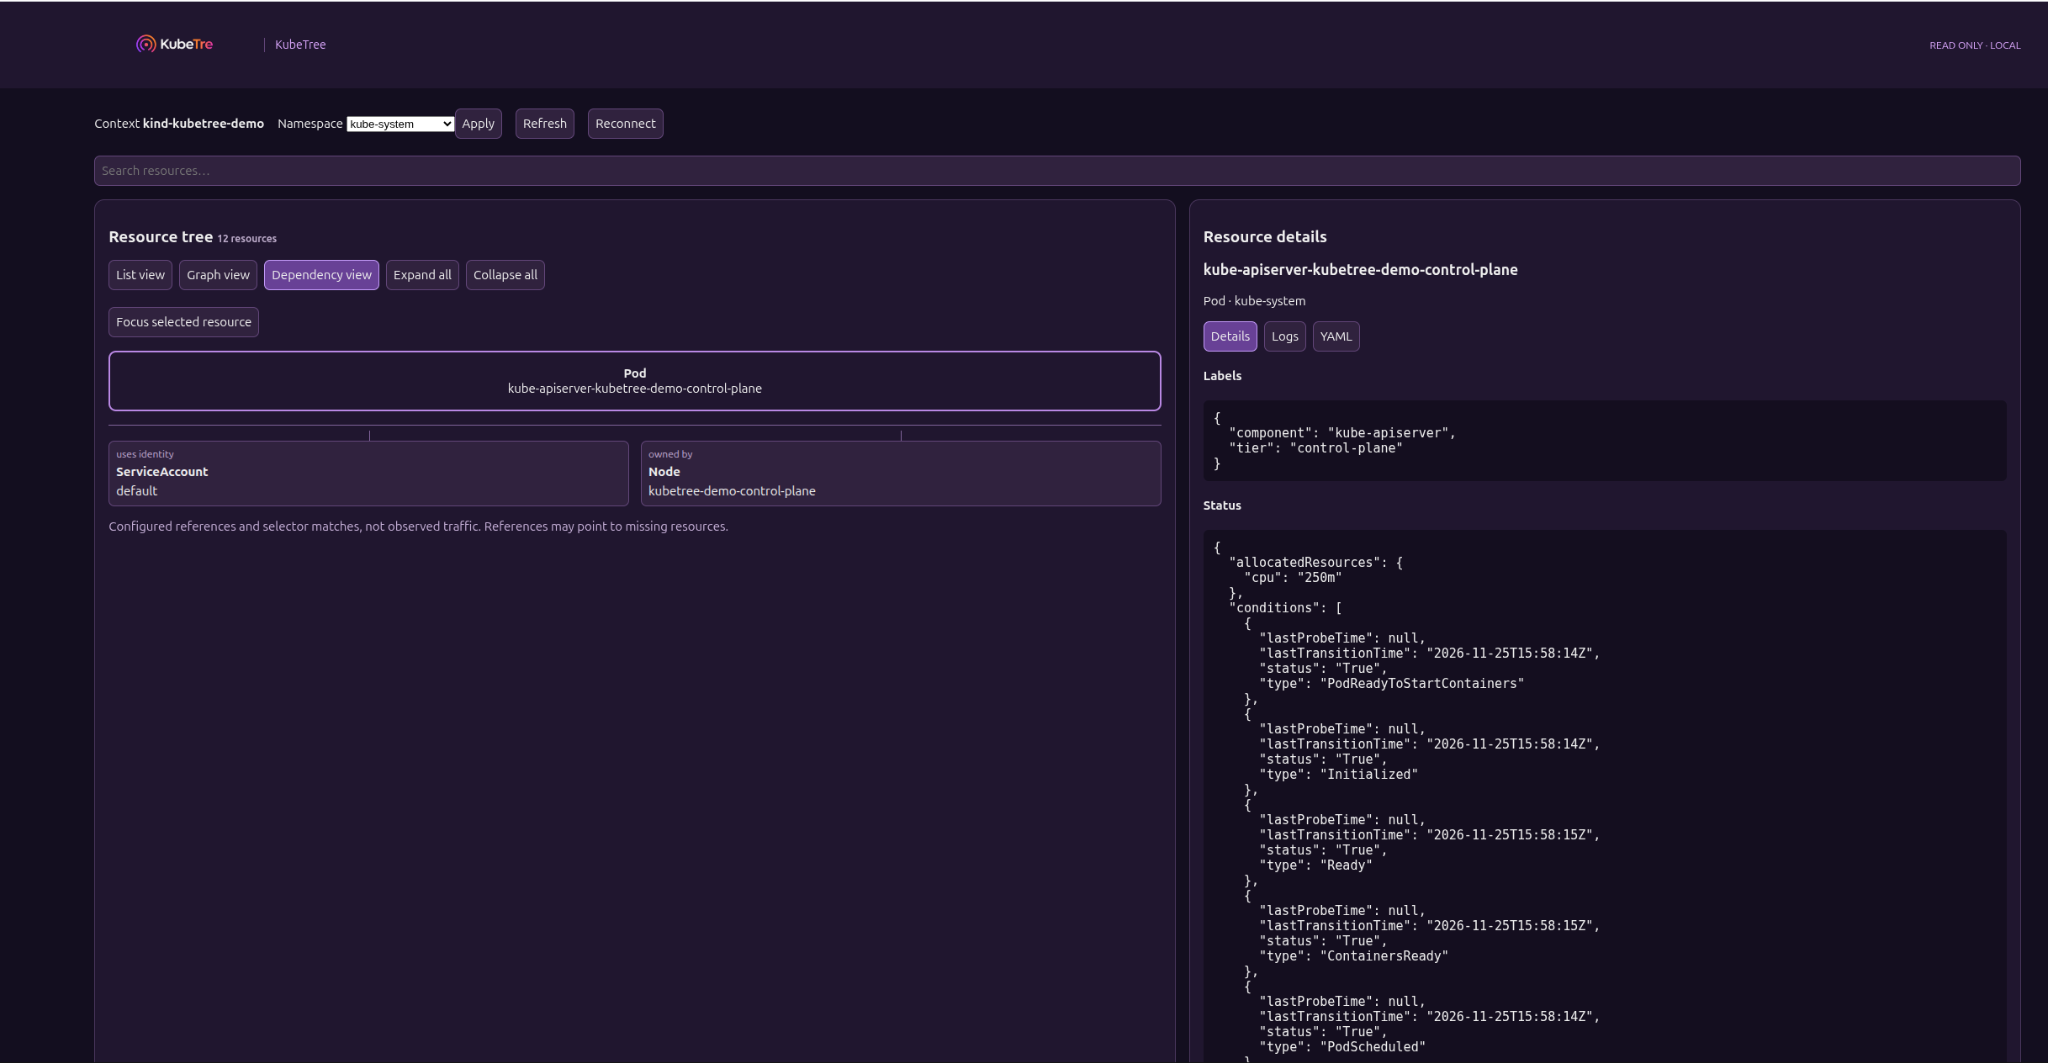 KubeTre
KubeTree
READ ONLY · LOCAL
Context kind-kubetree-demo Namespace kube-system Apply Refresh Reconnect
Search resources…
Resource tree 12 resources
List view Graph view Dependency view Expand all Collapse all
Focus selected resource
Pod
kube-apiserver-kubetree-demo-control-plane
uses identity
ServiceAccount
default
owned by
Node
kubetree-demo-control-plane
Configured references and selector matches, not observed traffic. References may point to missing resources.
Resource details
kube-apiserver-kubetree-demo-control-plane
Pod · kube-system
Details Logs YAML
Labels
{
  "component": "kube-apiserver",
  "tier": "control-plane"
}
Status
{
  "allocatedResources": {
    "cpu": "250m"
  },
  "conditions": [
    {
      "lastProbeTime": null,
      "lastTransitionTime": "2026-11-25T15:58:14Z",
      "status": "True",
      "type": "PodReadyToStartContainers"
    },
    {
      "lastProbeTime": null,
      "lastTransitionTime": "2026-11-25T15:58:14Z",
      "status": "True",
      "type": "Initialized"
    },
    {
      "lastProbeTime": null,
      "lastTransitionTime": "2026-11-25T15:58:15Z",
      "status": "True",
      "type": "Ready"
    },
    {
      "lastProbeTime": null,
      "lastTransitionTime": "2026-11-25T15:58:15Z",
      "status": "True",
      "type": "ContainersReady"
    },
    {
      "lastProbeTime": null,
      "lastTransitionTime": "2026-11-25T15:58:14Z",
      "status": "True",
      "type": "PodScheduled"
    }